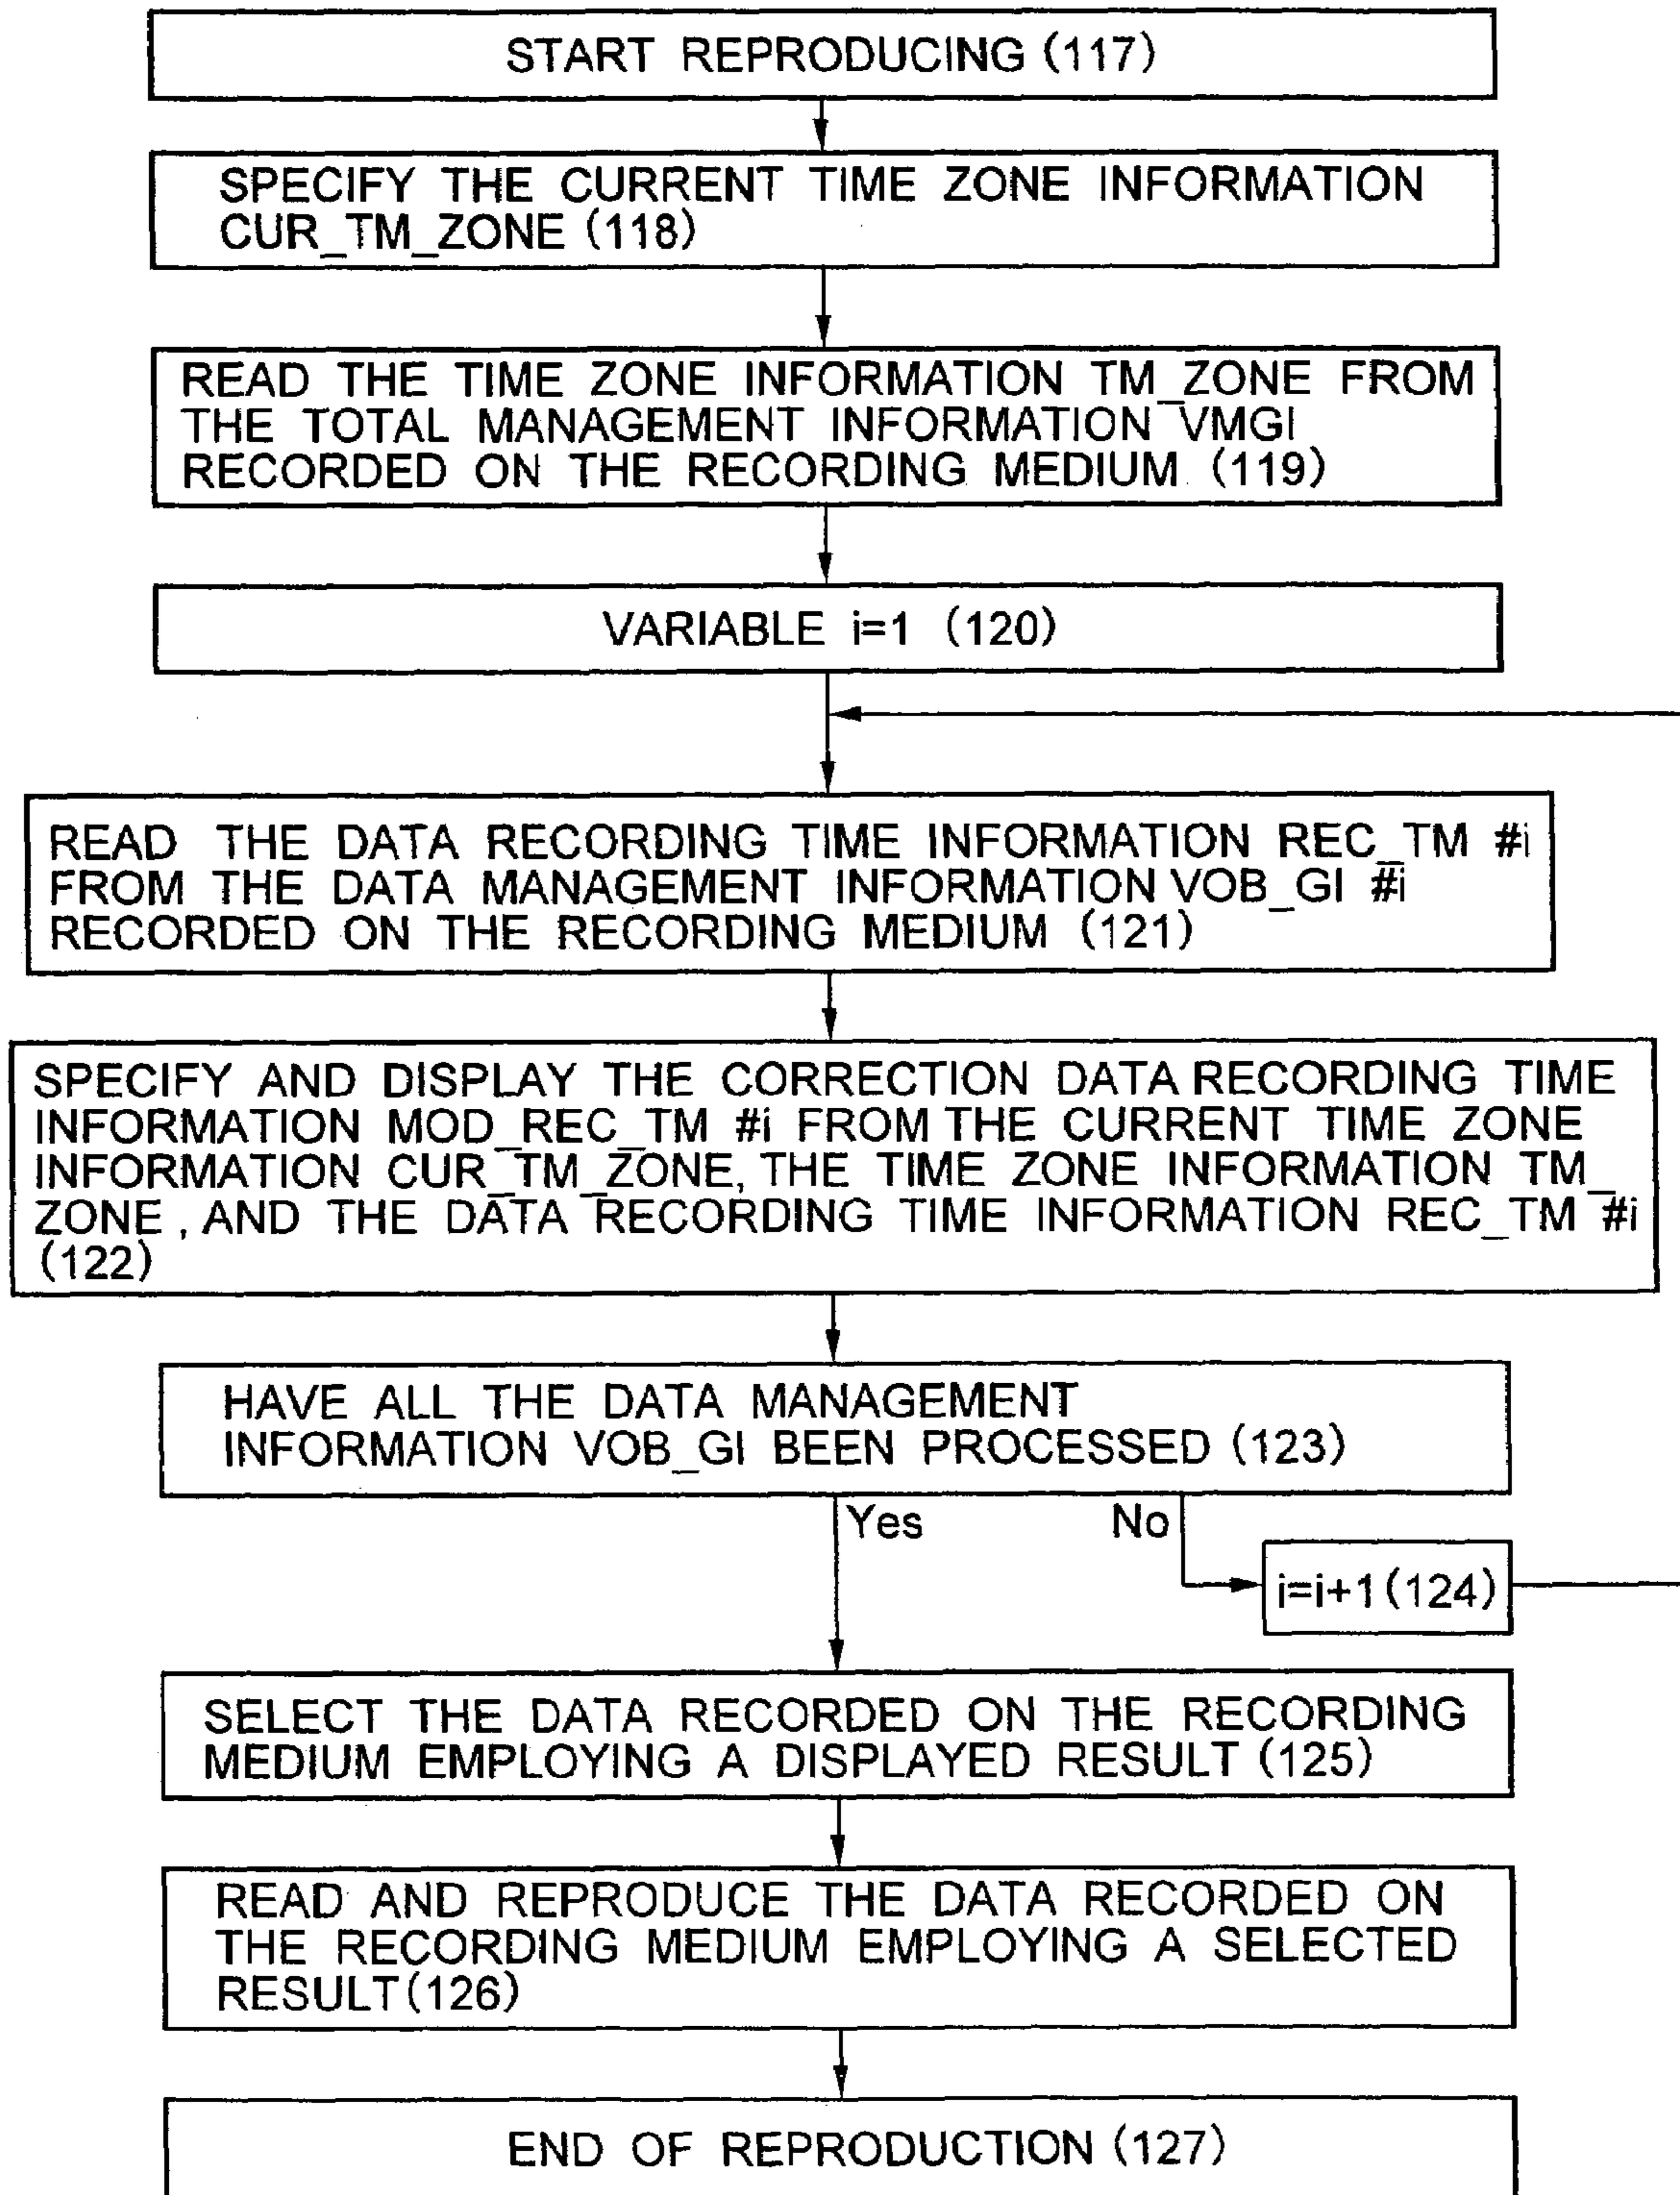 START REPRODUCING (117)
SPECIFY THE CURRENT TIME ZONE INFORMATION
CUR_TM_ZONE (118)
READ THE TIME ZONE INFORMATION TM_ZONE FROM
THE TOTAL MANAGEMENT INFORMATION VMGI
RECORDED ON THE RECORDING MEDIUM (119)
VARIABLE i=1 (120)
READ THE DATA RECORDING TIME INFORMATION REC_TM #i
FROM THE DATA MANAGEMENT INFORMATION VOB_GI #i
RECORDED ON THE RECORDING MEDIUM (121)
SPECIFY AND DISPLAY THE CORRECTION DATA RECORDING TIME
INFORMATION MOD_REC_TM #i FROM THE CURRENT TIME ZONE
INFORMATION CUR_TM_ZONE, THE TIME ZONE INFORMATION TM_
ZONE , AND THE DATA RECORDING TIME INFORMATION REC_TM #i
(122)
HAVE ALL THE DATA MANAGEMENT
INFORMATION VOB_GI BEEN PROCESSED (123)
Yes No
i=i+1(124)
SELECT THE DATA RECORDED ON THE RECORDING
MEDIUM EMPLOYING A DISPLAYED RESULT (125)
READ AND REPRODUCE THE DATA RECORDED ON
THE RECORDING MEDIUM EMPLOYING A SELECTED
RESULT(126)
END OF REPRODUCTION (127)